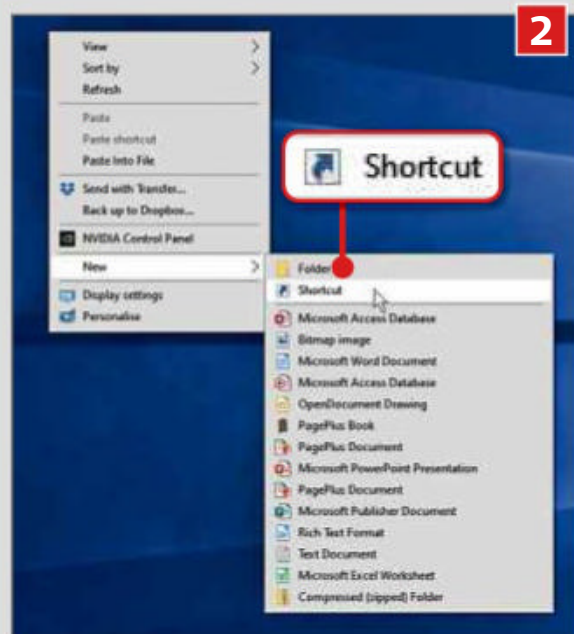 2
View
Sort by
Refresh
Paste
Paste shortcut
Paste Into File
Send with Transfer...
Back up to Dropbox...
NVIDIA Control Panel
New
Display settings
Personalise
Shortcut
Folder
Shortcut
Microsoft Access Database
Bitmap image
Microsoft Word Document
Microsoft Access Database
OpenDocument Drawing
PagePlus Book
PagePlus Document
Microsoft PowerPoint Presentation
PagePlus Document
Microsoft Publisher Document
Rich Text Format
Text Document
Microsoft Excel Worksheet
Compressed (zipped) Folder